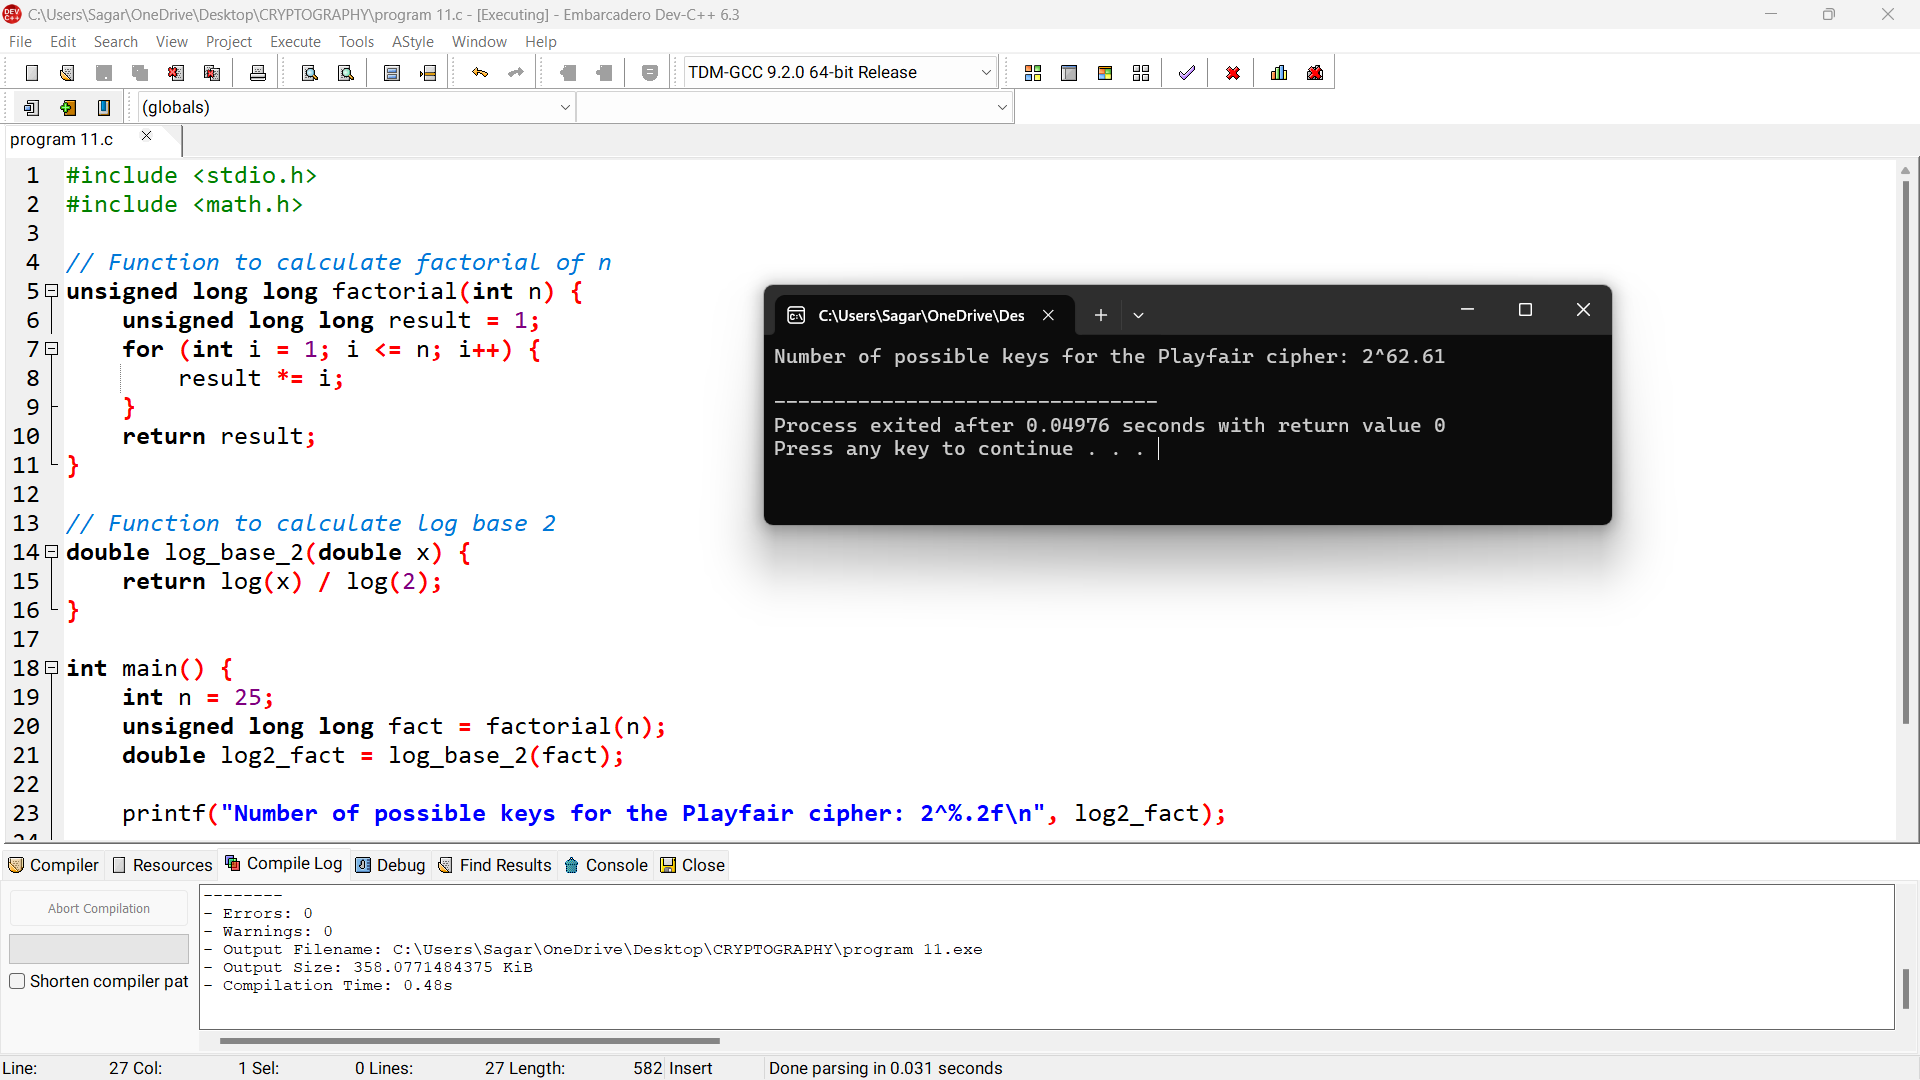 C:\Users\Sagar\OneDrive\Desktop\CRYPTOGRAPHY\program 11.c - [Executing] - Embarcadero Dev-C++ 6.3
File Edit Search View Project Execute Tools AStyle Window Help
TDM-GCC 9.2.0 64-bit Release
(globals)
program 11.c
1 #include <stdio.h>
2 #include <math.h>
3
4 // Function to calculate factorial of n
5 unsigned long long factorial(int n) {
6 unsigned long long result = 1;
7 for (int i = 1; i <= n; i++) {
8 result *= i;
9 }
10 return result;
11 }
12
13 // Function to calculate log base 2
14 double log_base_2(double x) {
15 return log(x) / log(2);
16 }
17
18 int main() {
19 int n = 25;
20 unsigned long long fact = factorial(n);
21 double log2_fact = log_base_2(fact);
22
23 printf("Number of possible keys for the Playfair cipher: 2^%.2f\n", log2_fact);
24
C:\Users\Sagar\OneDrive\Des
Number of possible keys for the Playfair cipher: 2^62.61
--------------------------------
Process exited after 0.04976 seconds with return value 0
Press any key to continue . . .
Compiler Resources Compile Log Debug Find Results Console Close
Abort Compilation
Shorten compiler pat
--------
- Errors: 0
- Warnings: 0
- Output Filename: C:\Users\Sagar\OneDrive\Desktop\CRYPTOGRAPHY\program 11.exe
- Output Size: 358.0771484375 KiB
- Compilation Time: 0.48s
Line: 27 Col: 1 Sel: 0 Lines: 27 Length: 582 Insert Done parsing in 0.031 seconds